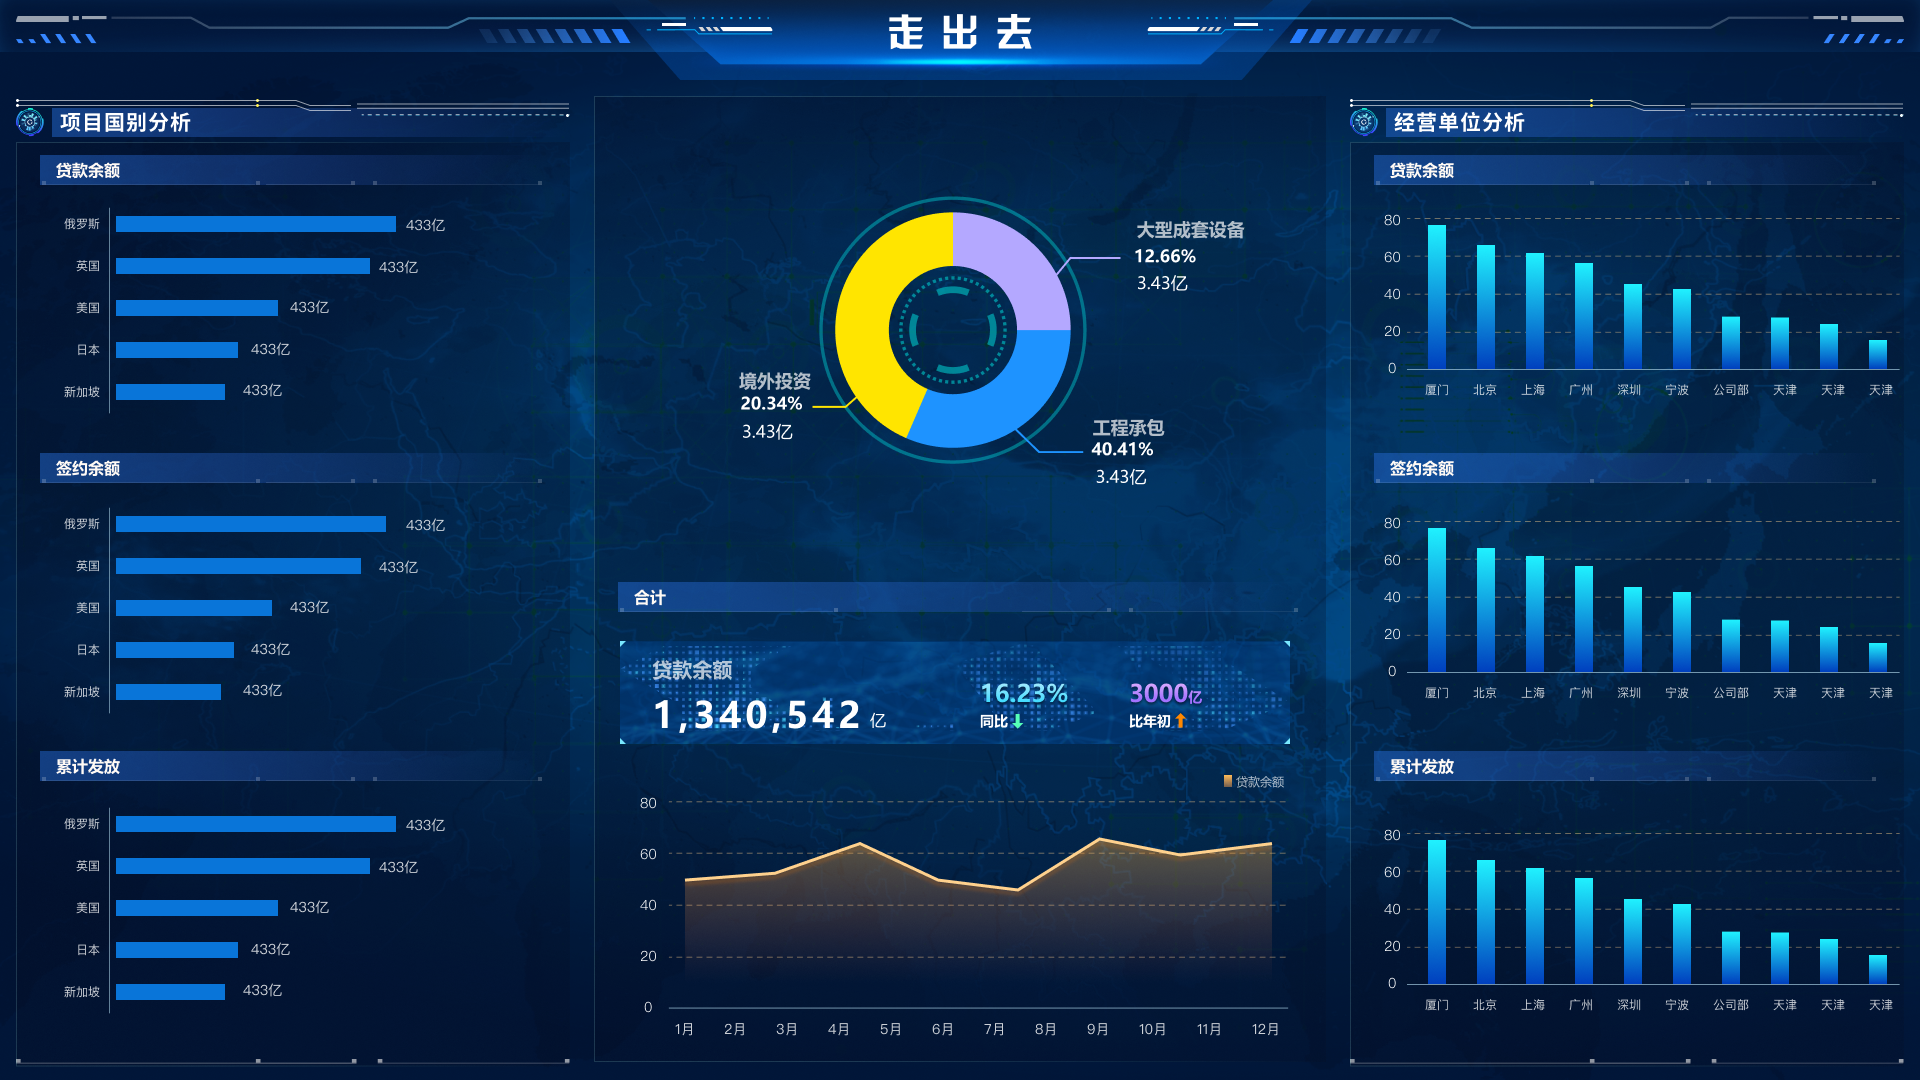 走出去
项目国别分析
贷款余额
俄罗斯 433亿
英国 433亿
美国 433亿
日本 433亿
新加坡 433亿
签约余额
俄罗斯 433亿
英国 433亿
美国 433亿
日本 433亿
新加坡 433亿
累计发放
俄罗斯 433亿
英国 433亿
美国 433亿
日本 433亿
新加坡 433亿
大型成套设备
12.66%
3.43亿
境外投资
20.34%
3.43亿
工程承包
40.41%
3.43亿
合计
贷款余额
1,340,542 亿
16.23%
同比
3000亿
比年初
贷款余额
80
60
40
20
0
1月 2月 3月 4月 5月 6月 7月 8月 9月 10月 11月 12月
经营单位分析
贷款余额
80
60
40
20
0
厦门 北京 上海 广州 深圳 宁波 公司部 天津 天津 天津
签约余额
80
60
40
20
0
厦门 北京 上海 广州 深圳 宁波 公司部 天津 天津 天津
累计发放
80
60
40
20
0
厦门 北京 上海 广州 深圳 宁波 公司部 天津 天津 天津